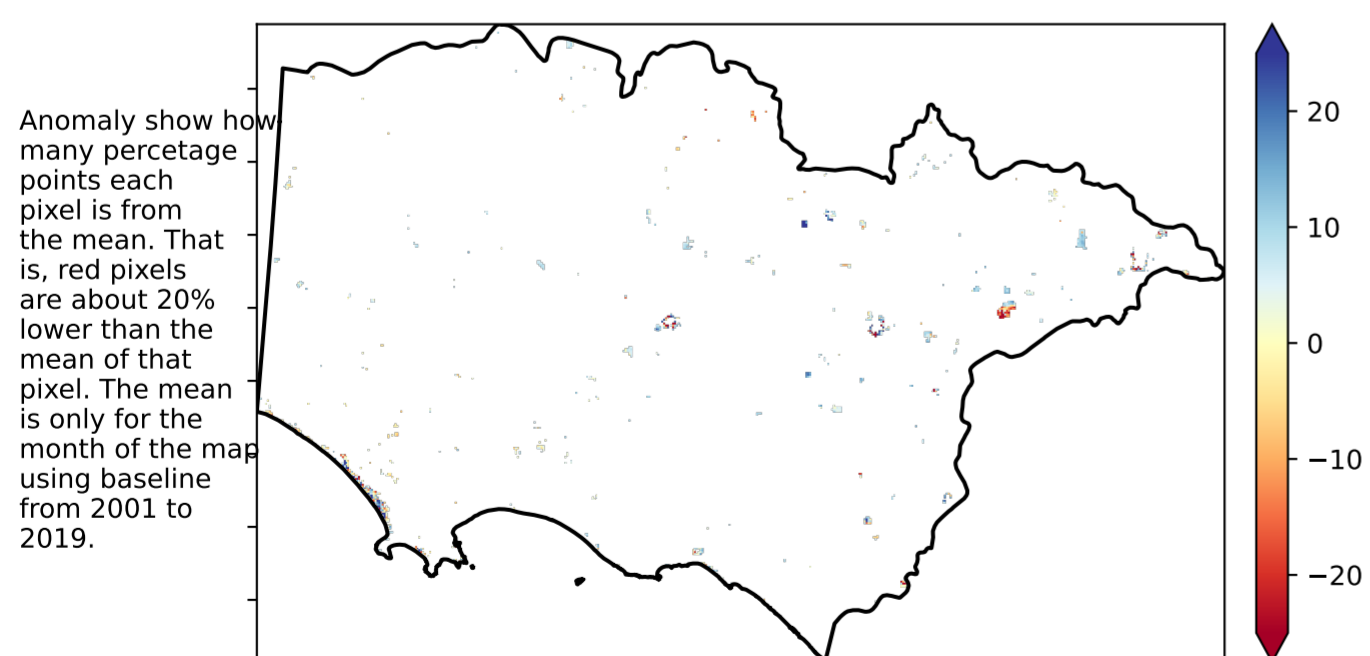 Anomaly show how
many percetage
points each
pixel is from
the mean. That
is, red pixels
are about 20%
lower than the
mean of that
pixel. The mean
is only for the
month of the map
using baseline
from 2001 to
2019.
20
10
0
−10
−20